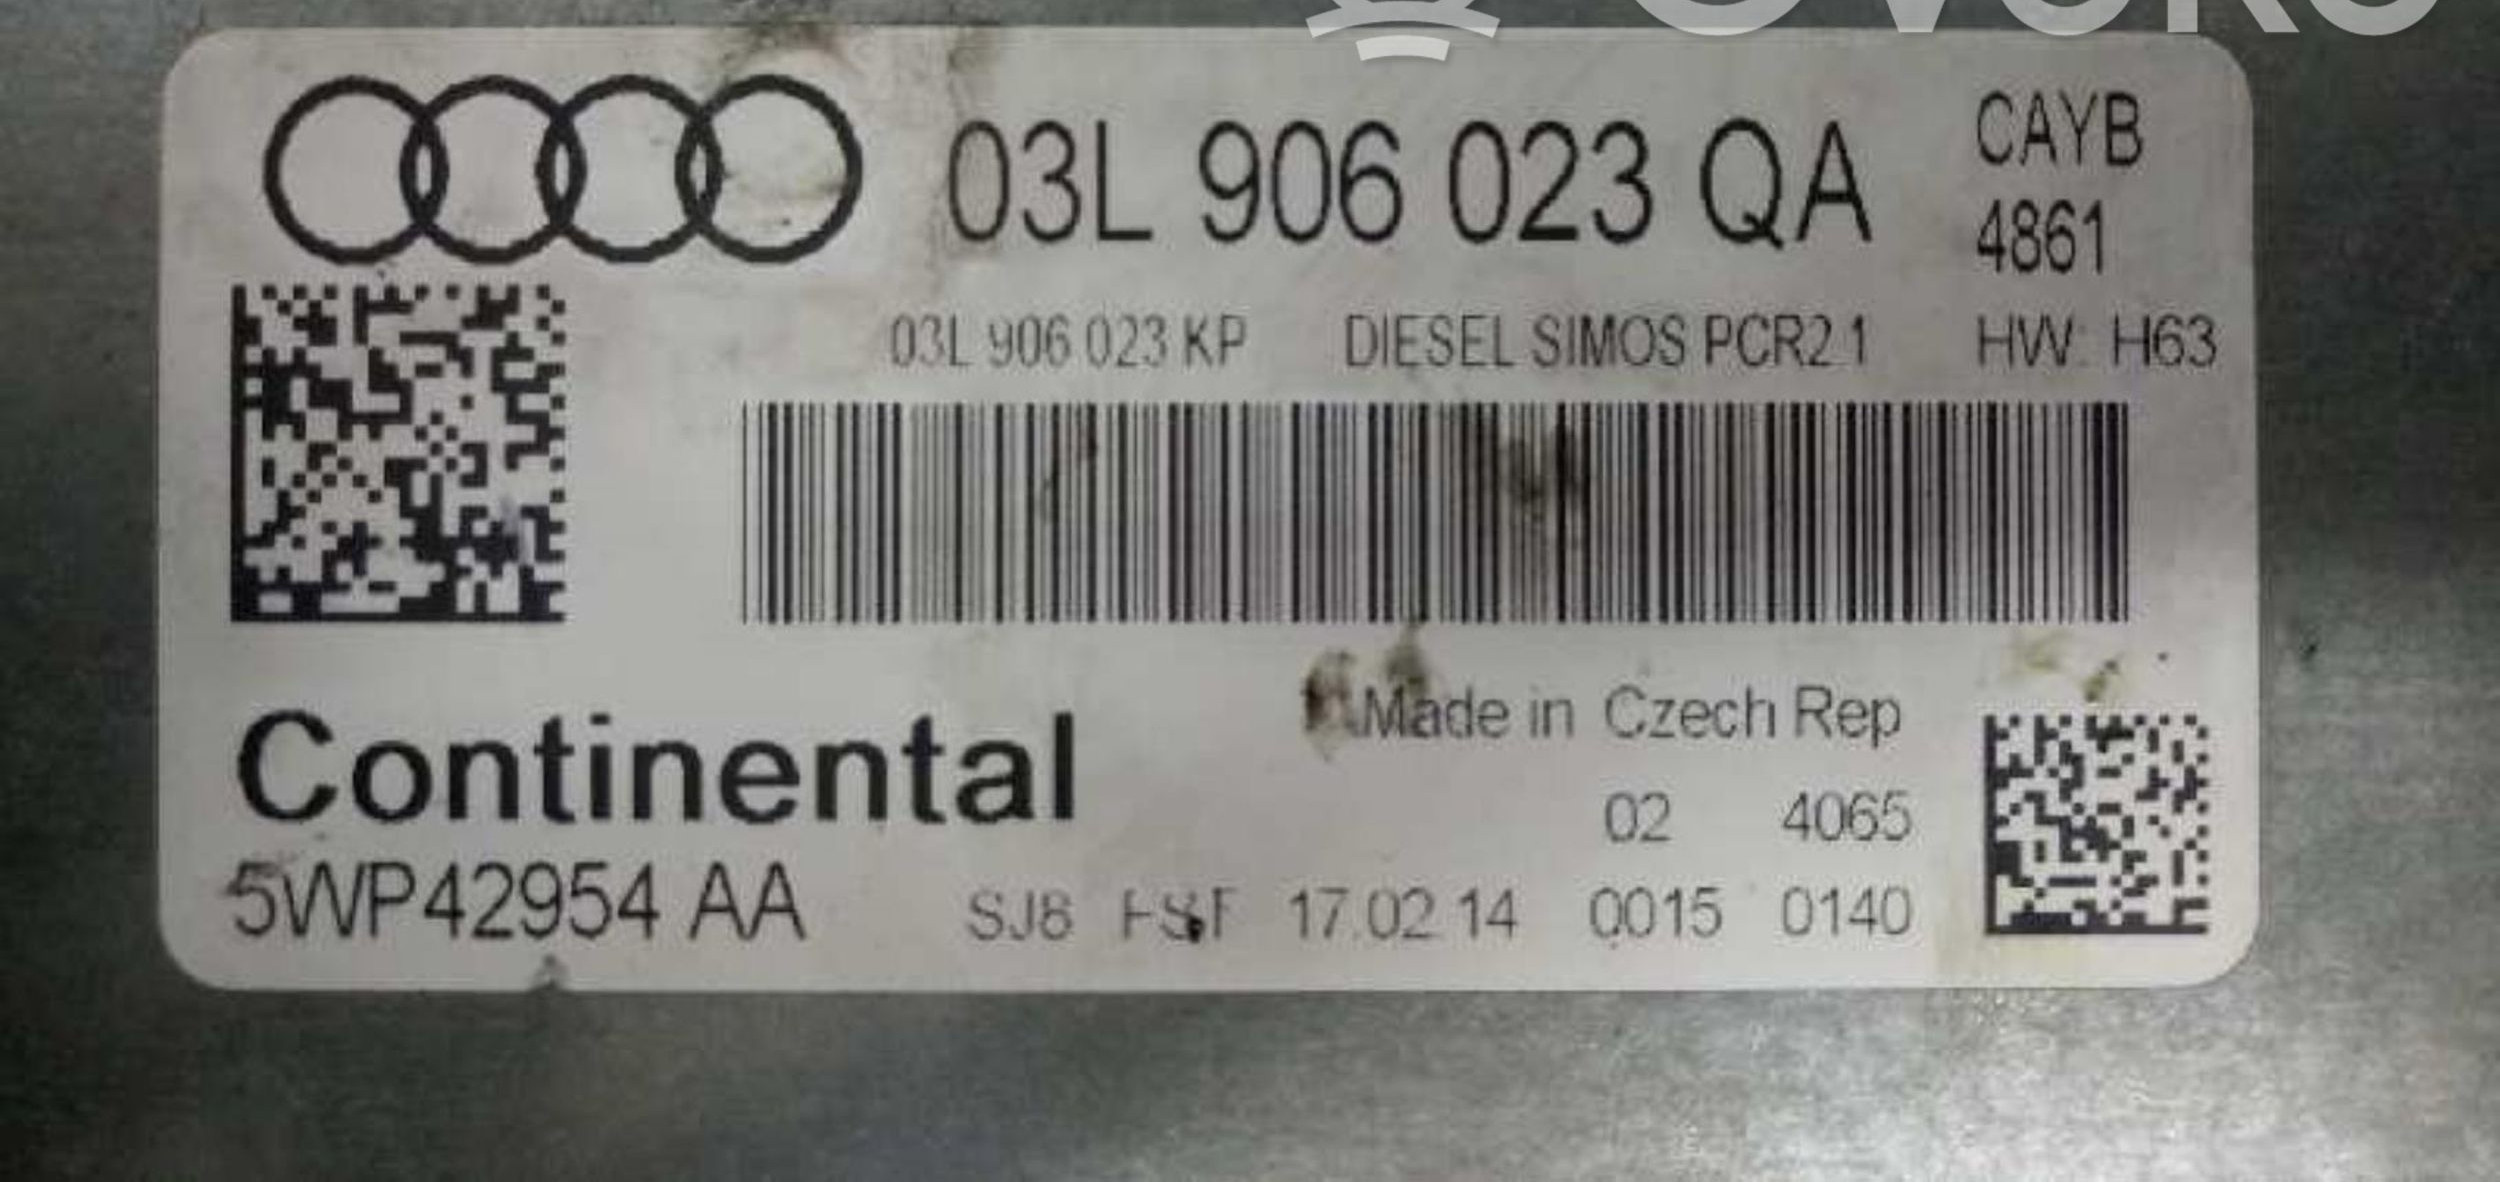 03L 906 023 QA
CAYB
4861
03L 906 023 KP DIESEL SIMOS PCR2.1 HW: H63
Continental
Made in Czech Rep
02 4065
5WP42954 AA
SJ8 17.02.14 0015 0140